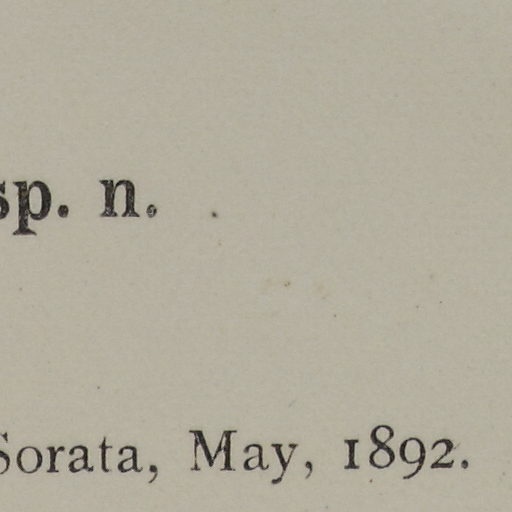 sp. n.
Sorata, May, 1892.